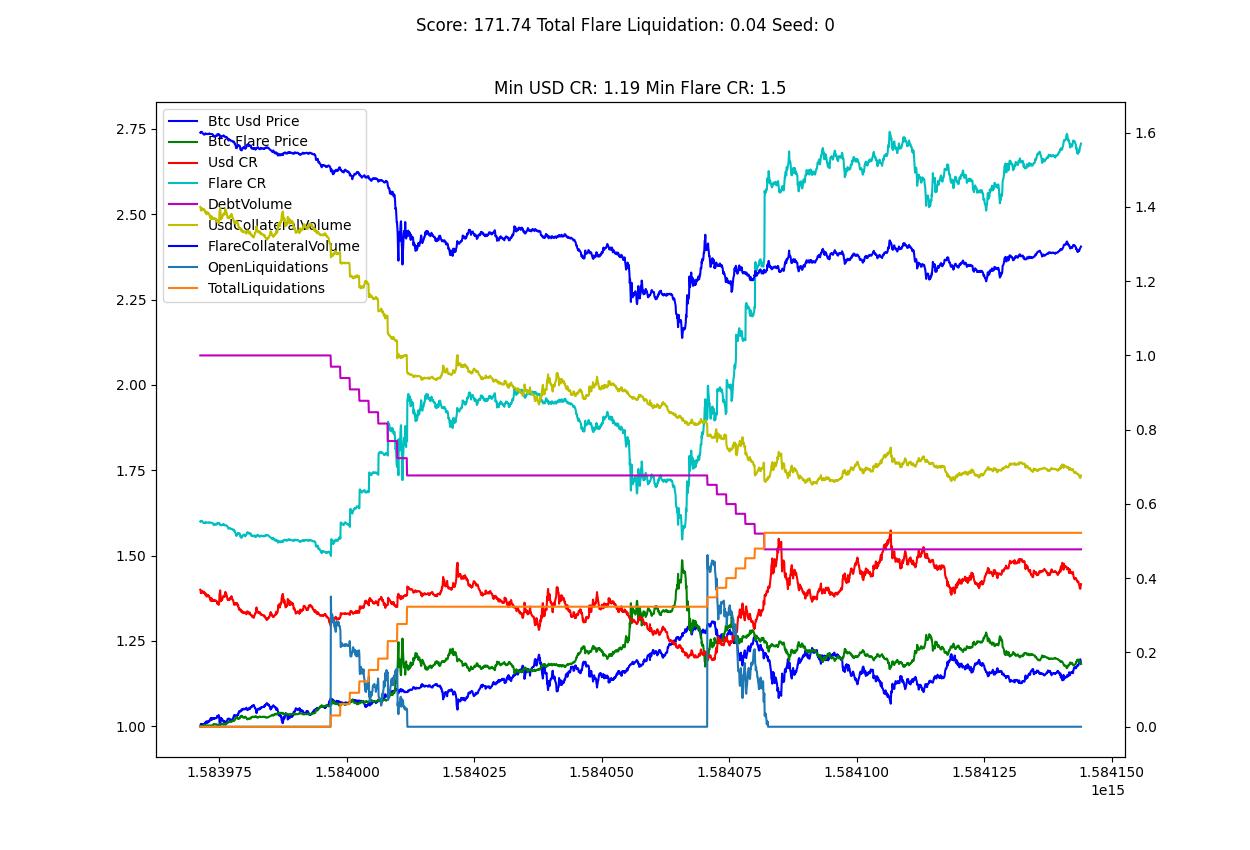 Score: 171.74 Total Flare Liquidation: 0.04 Seed: 0
Min USD CR: 1.19 Min Flare CR: 1.5
Btc Usd Price
Btc Flare Price
Usd CR
Flare CR
DebtVolume
UsdCollateralVolume
FlareCollateralVolume
OpenLiquidations
TotalLiquidations
2.75
2.50
2.25
2.00
1.75
1.50
1.25
1.00
1.6
1.4
1.2
1.0
0.8
0.6
0.4
0.2
0.0
1.583975 1.584000 1.584025 1.584050 1.584075 1.584100 1.584125 1.584150
1e15